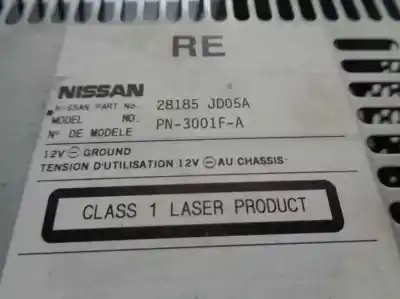 RE
NISSAN
NISSAN PART No. 28185 JD05A
MODEL NO. PN-3001F-A
N° DE MODELE
12V ⊖ GROUND
TENSION D'UTILISATION 12V ⊖ AU CHASSIS
CLASS 1 LASER PRODUCT